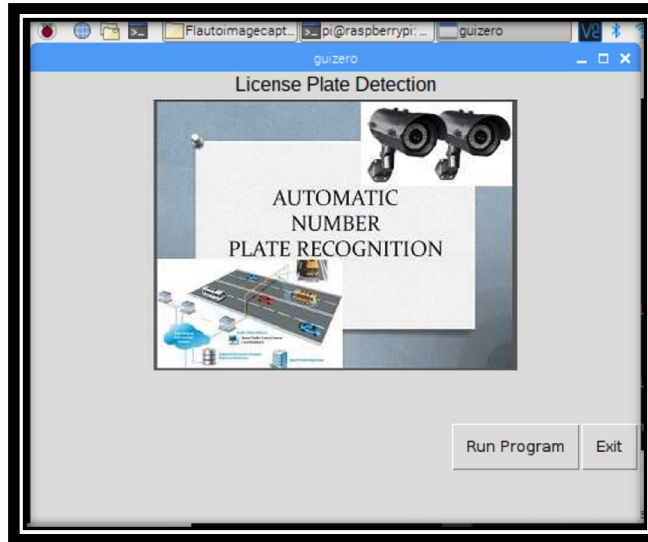 Flautoimagecapt...
pi@raspberrypi: ...
guizero
guizero
License Plate Detection
AUTOMATIC
NUMBER
PLATE RECOGNITION
Run Program
Exit